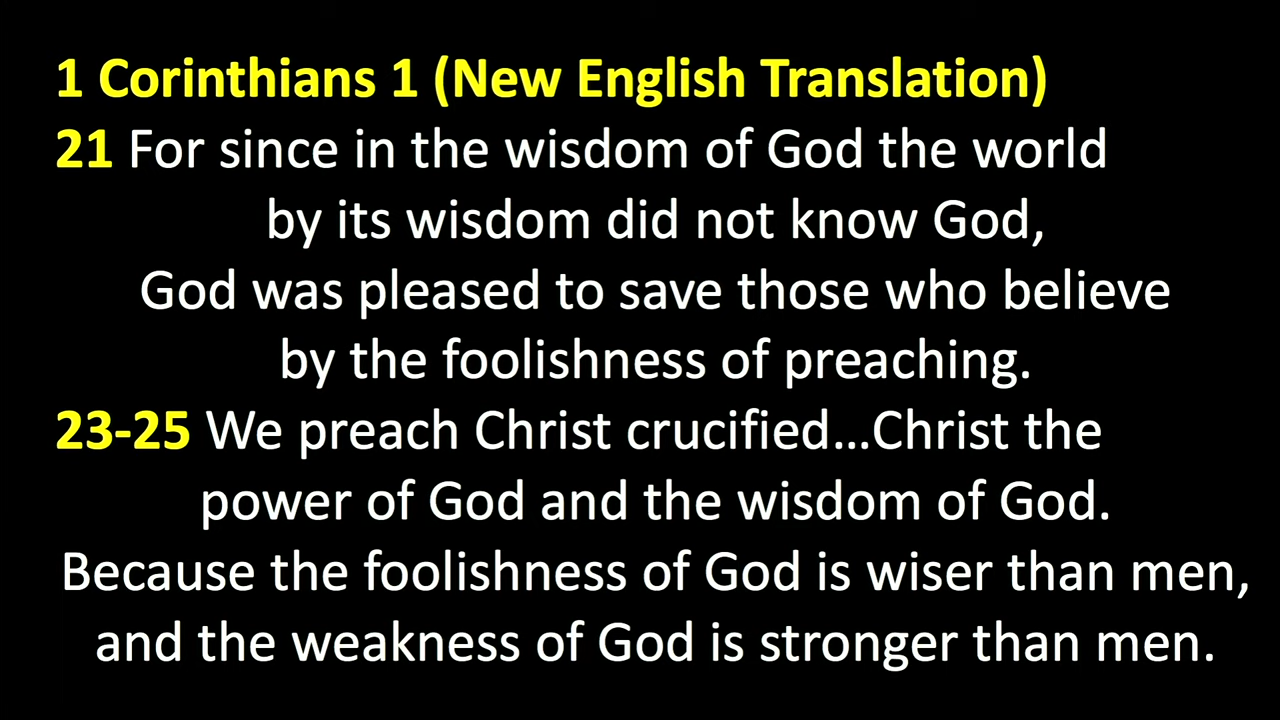 1 Corinthians 1 (New English Translation)
21 For since in the wisdom of God the world
by its wisdom did not know God,
God was pleased to save those who believe
by the foolishness of preaching.
23-25 We preach Christ crucified...Christ the
power of God and the wisdom of God.
Because the foolishness of God is wiser than men,
and the weakness of God is stronger than men.